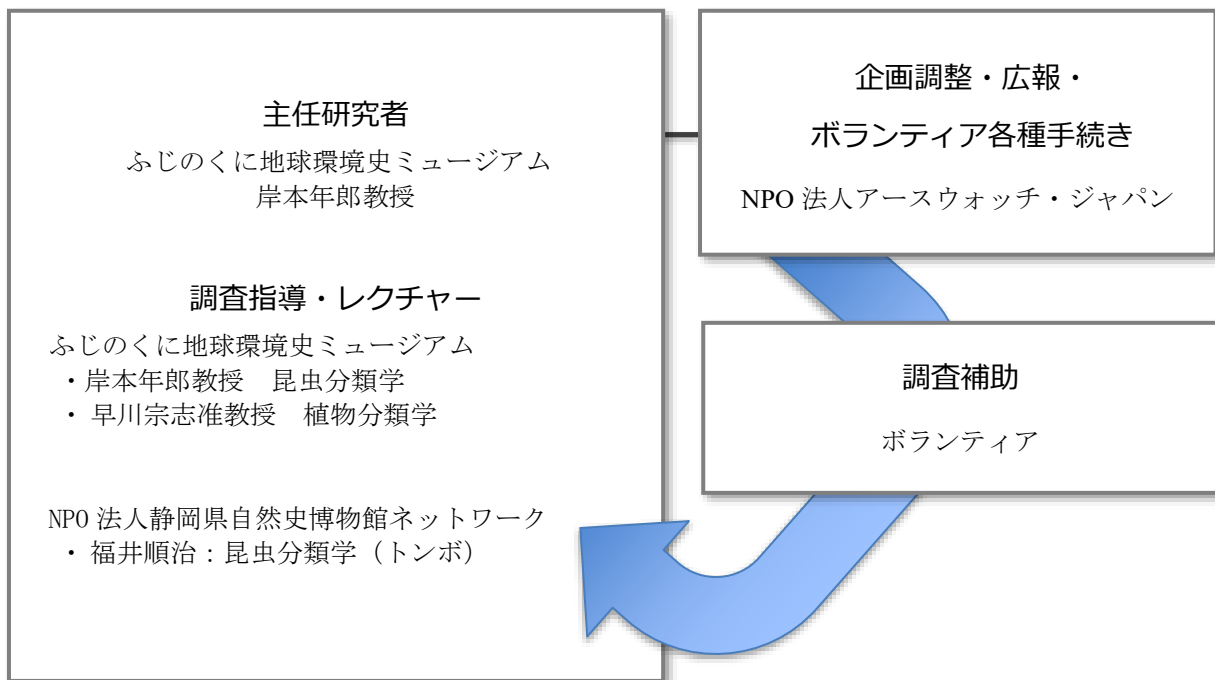 主任研究者
ふじのくに地球環境史ミュージアム
岸本年郎教授
調査指導・レクチャー
ふじのくに地球環境史ミュージアム
・岸本年郎教授　昆虫分類学
・ 早川宗志准教授　植物分類学
NPO 法人静岡県自然史博物館ネットワーク
・ 福井順治：昆虫分類学（トンボ）
企画調整・広報・
ボランティア各種手続き
NPO 法人アースウォッチ・ジャパン
調査補助
ボランティア